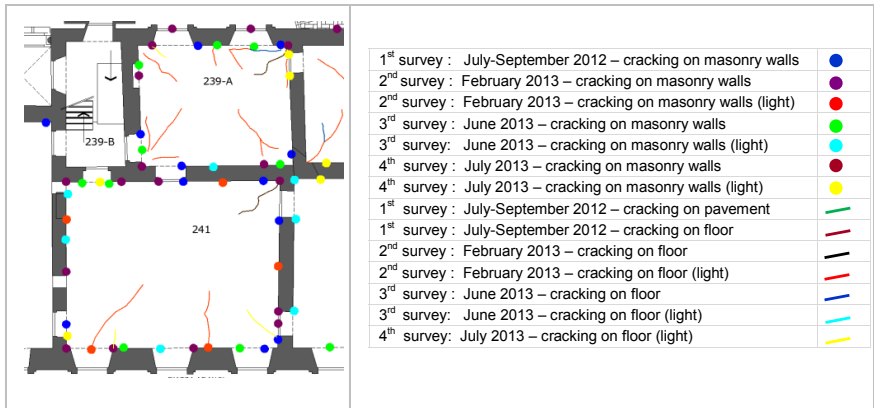 239-A
239-B
241
1st survey : July-September 2012 – cracking on masonry walls
2nd survey : February 2013 – cracking on masonry walls
2nd survey : February 2013 – cracking on masonry walls (light)
3rd survey : June 2013 – cracking on masonry walls
3rd survey: June 2013 – cracking on masonry walls (light)
4th survey : July 2013 – cracking on masonry walls
4th survey : July 2013 – cracking on masonry walls (light)
1st survey : July-September 2012 – cracking on pavement
1st survey : July-September 2012 – cracking on floor
2nd survey : February 2013 – cracking on floor
2nd survey : February 2013 – cracking on floor (light)
3rd survey : June 2013 – cracking on floor
3rd survey: June 2013 – cracking on floor (light)
4th survey: July 2013 – cracking on floor (light)